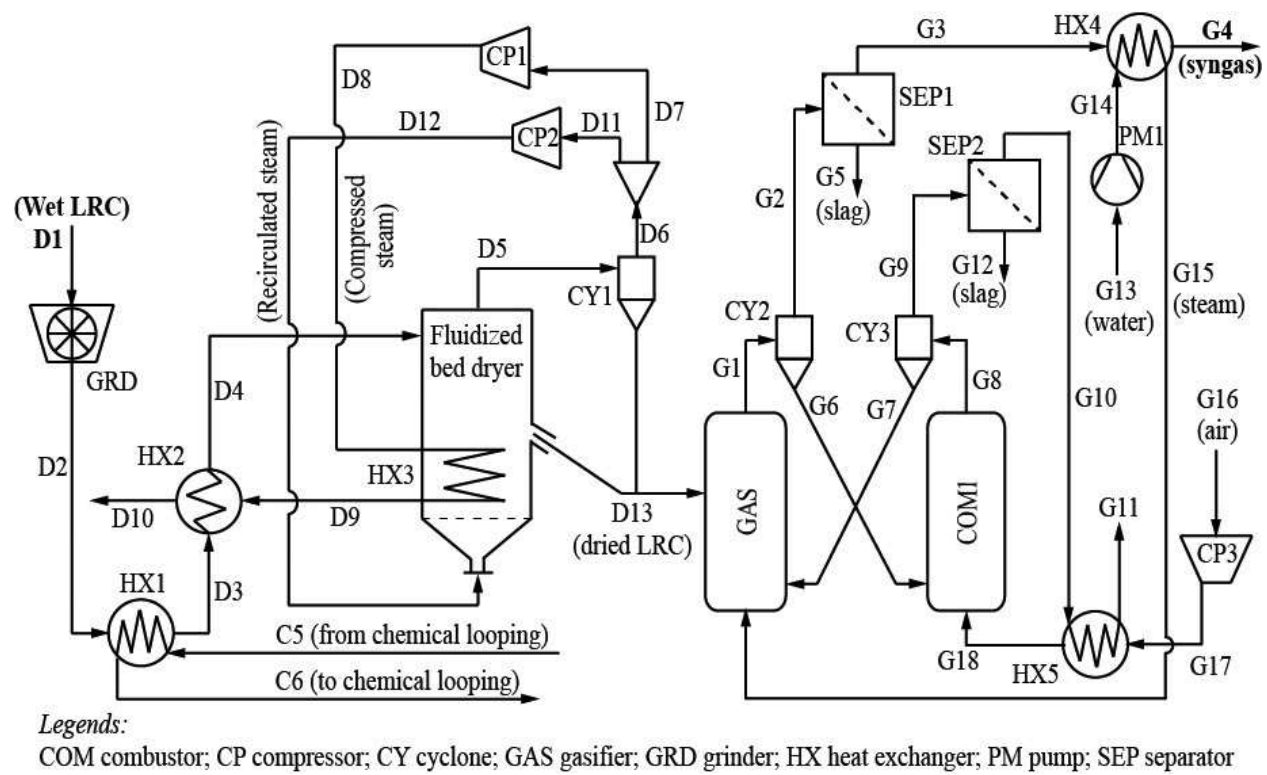 G3
HX4
G4
(syngas)
CP1
D8
SEP1
D7
G14
PM1
D12
D11
CP2
SEP2
G5
(slag)
G2
(Wet LRC)
D1
(Recirculated steam)
(Compressed
steam)
D6
D5
G9
G12
(slag)
G13
(water)
G15
(steam)
CY1
CY2
CY3
Fluidized
bed dryer
GRD
D4
G1
G8
G6
G7
G10
G16
(air)
D2
HX2
HX3
D10
D9
D13
(dried LRC)
GAS
COM1
G11
CP3
HX1
D3
C5 (from chemical looping)
G18
HX5
G17
C6 (to chemical looping)
Legends:
COM combustor; CP compressor; CY cyclone; GAS gasifier; GRD grinder; HX heat exchanger; PM pump; SEP separator